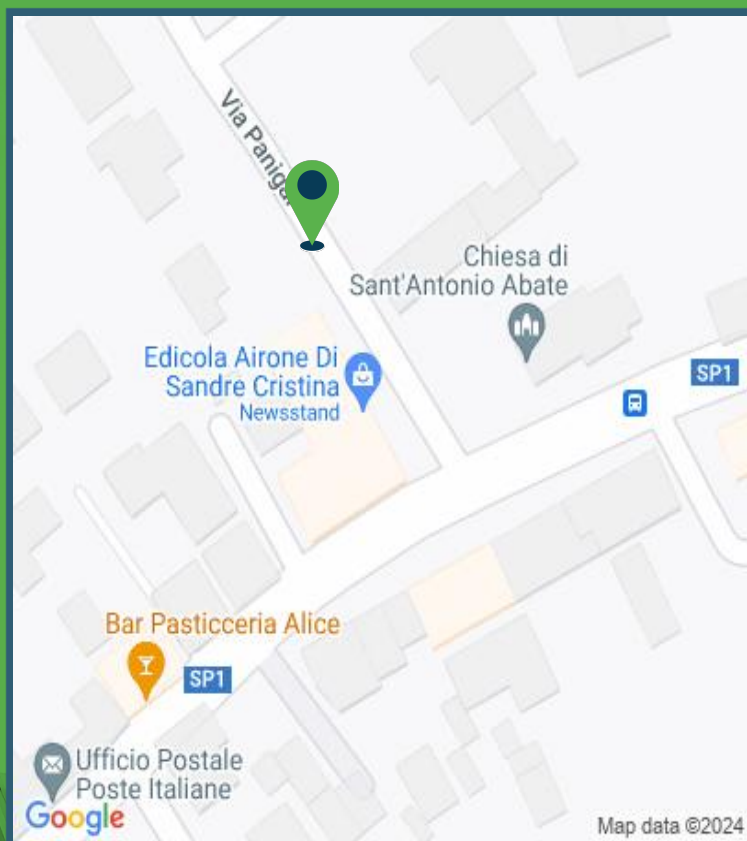 Via Panigai
Chiesa di
Sant'Antonio Abate
Edicola Airone Di
Sandre Cristina
Newsstand
SP1
Bar Pasticceria Alice
SP1
Ufficio Postale
Poste Italiane
Google
Map data ©2024